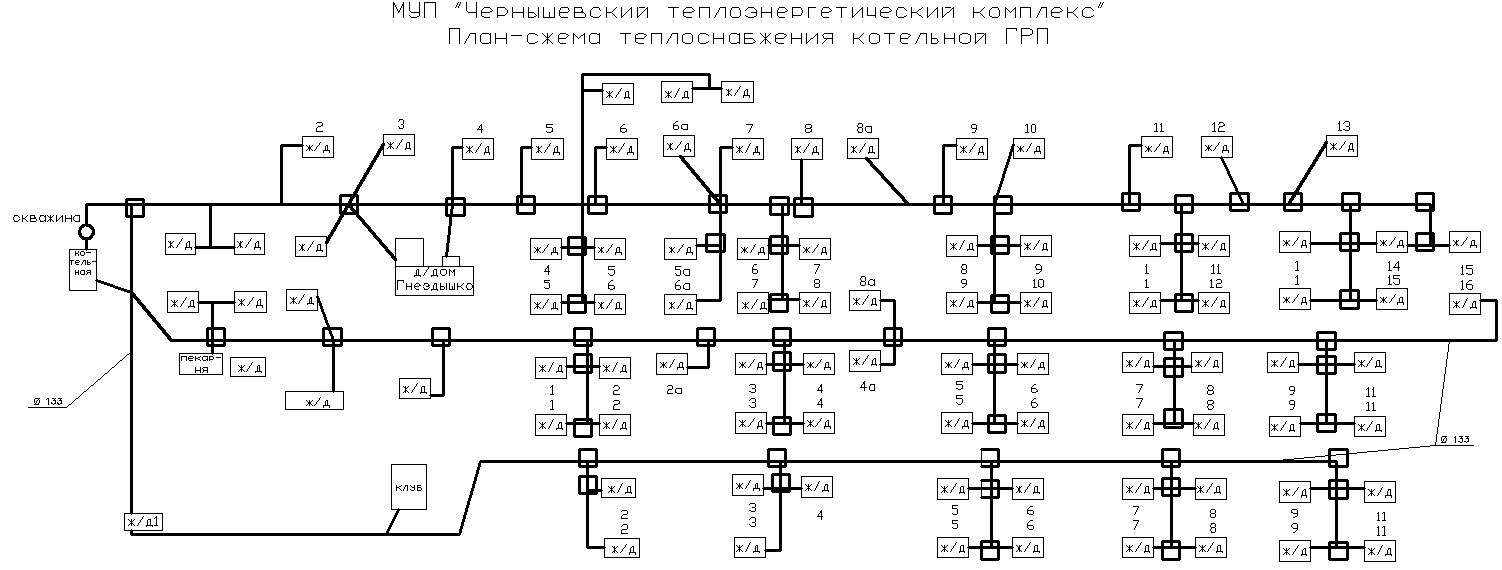 МУП "Чернышевский теплоэнергетический комплекс"
План-схема теплоснабжения котельной ГРП
ж/д ж/д ж/д
2 3 4 5 6 6а 7 8 8а 9 10 11 12 13
ж/д ж/д ж/д ж/д ж/д ж/д ж/д ж/д ж/д ж/д ж/д ж/д ж/д ж/д
скважина
ко-
тель-
ная
ж/д ж/д ж/д ж/д ж/д ж/д ж/д ж/д ж/д ж/д ж/д ж/д ж/д ж/д ж/д
д/дом
Гнездышко
4 5 5а 6 7 8 9 1 11 1 14 15
5 6 6а 7 8 9 10 1 12 1 15 16
8а
ж/д ж/д ж/д ж/д ж/д ж/д ж/д ж/д ж/д ж/д ж/д ж/д ж/д ж/д ж/д ж/д
пекар-
ня
ж/д ж/д ж/д ж/д ж/д ж/д ж/д ж/д ж/д ж/д ж/д ж/д ж/д ж/д ж/д
1 2 2а 3 4 4а 5 6 7 8 9 11
1 2 3 4 5 6 7 8 9 11
Ø 133
ж/д ж/д ж/д ж/д ж/д ж/д ж/д ж/д ж/д ж/д ж/д
Ø 133
клуб
ж/д ж/д ж/д ж/д ж/д ж/д ж/д ж/д ж/д
2 3 4 5 6 7 8 9 11
2 3 5 6 7 8 9 11
ж/д1
ж/д ж/д ж/д ж/д ж/д ж/д ж/д ж/д